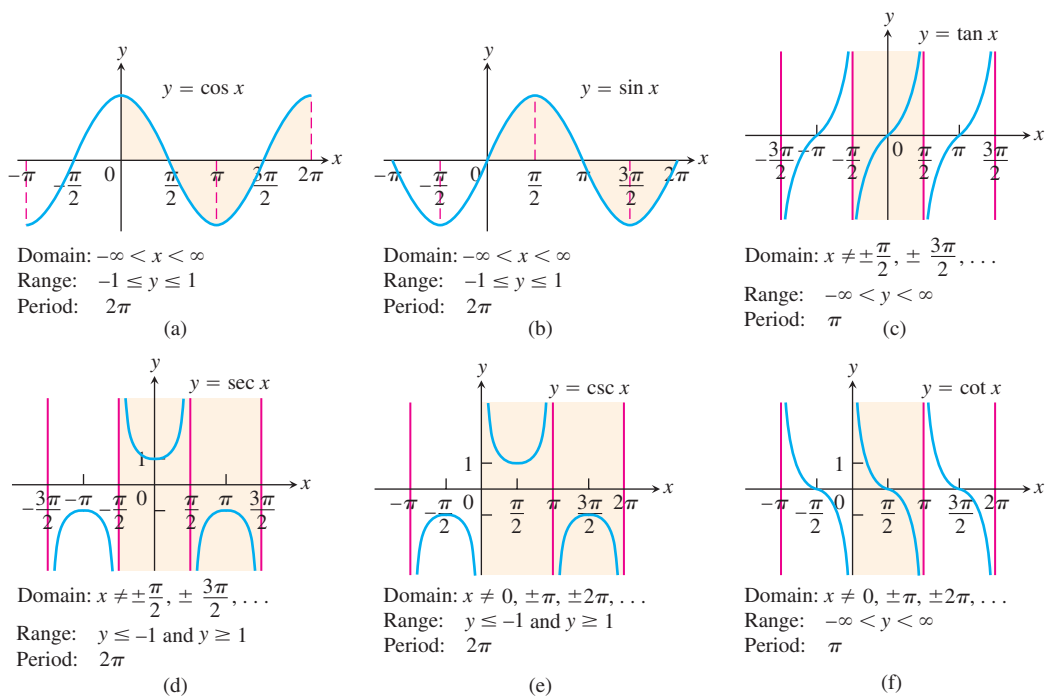 y
y = cos x
x
−π
−π/2
0
π/2
π
3π/2
2π
Domain: −∞ < x < ∞
Range: −1 ≤ y ≤ 1
Period: 2π
(a)
y
y = sin x
x
−π
−π/2
0
π/2
π
3π/2
2π
Domain: −∞ < x < ∞
Range: −1 ≤ y ≤ 1
Period: 2π
(b)
y
y = tan x
x
−3π/2
−π
−π/2
0
π/2
π
3π/2
Domain: x ≠ ±π/2, ± 3π/2, . . .
Range: −∞ < y < ∞
Period: π
(c)
y
y = sec x
1
x
−3π/2
−π
−π/2
0
π/2
π
3π/2
Domain: x ≠ ±π/2, ± 3π/2, . . .
Range: y ≤ −1 and y ≥ 1
Period: 2π
(d)
y
y = csc x
1
x
−π
−π/2
0
π/2
π
3π/2
2π
Domain: x ≠ 0, ±π, ±2π, . . .
Range: y ≤ −1 and y ≥ 1
Period: 2π
(e)
y
y = cot x
1
x
−π
−π/2
0
π/2
π
3π/2
2π
Domain: x ≠ 0, ±π, ±2π, . . .
Range: −∞ < y < ∞
Period: π
(f)